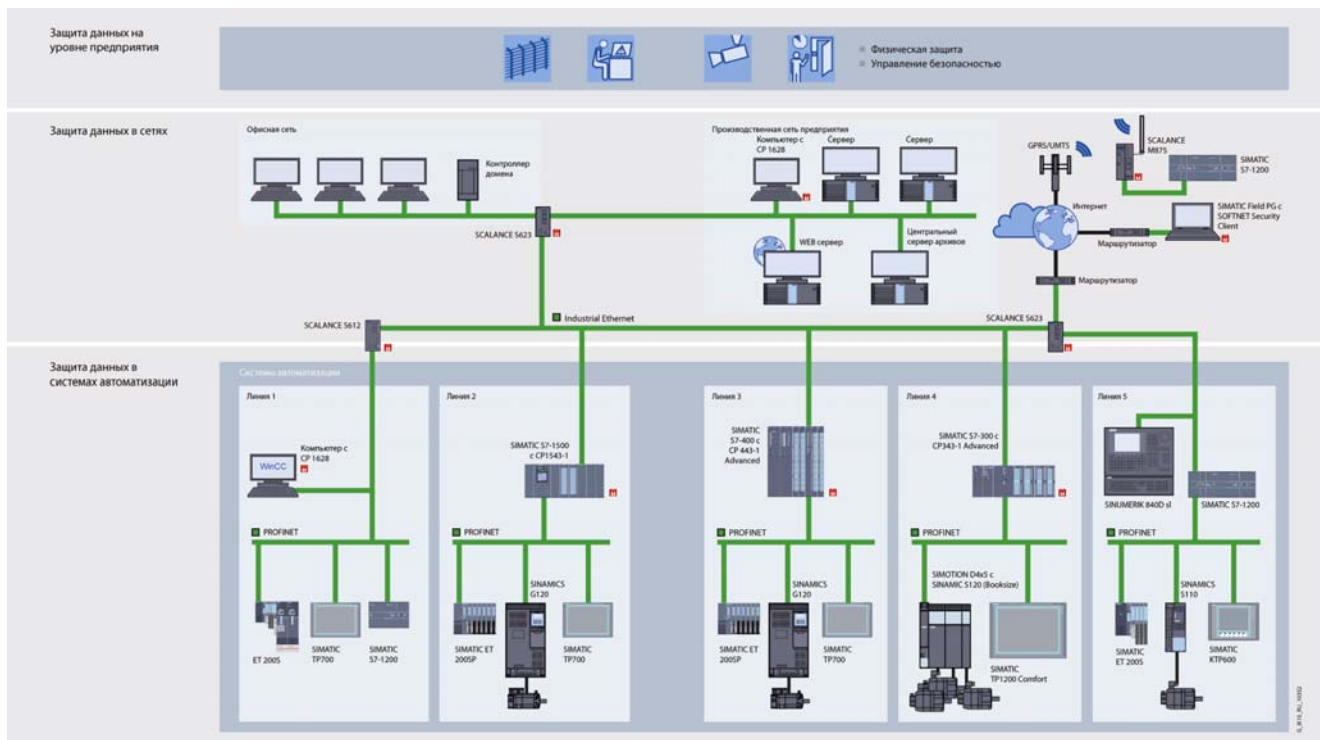 Защита данных на
уровне предприятия
Физическая защита
Управление безопасностью
Защита данных в сетях
Офисная сеть
Контроллер
домена
SCALANCE S623
Производственная сеть предприятия
Компьютер с
CP 1628
Сервер
Сервер
WEB сервер
Центральный
сервер архивов
GPRS/UMTS
SCALANCE
M875
SIMATIC
S7-1200
Интернет
SIMATIC Field PG с
SOFTNET Security
Client
Маршрутизатор
Маршрутизатор
SCALANCE S612
Industrial Ethernet
SCALANCE S623
Защита данных в
системах автоматизации
Системы автоматизации
Линия 1
Компьютер с
CP 1628
WinCC
PROFINET
ET 200S
SIMATIC
TP700
SIMATIC
S7-1200
Линия 2
SIMATIC S7-1500
с CP1543-1
PROFINET
SINAMICS
G120
SIMATIC ET
200SP
SIMATIC
TP700
Линия 3
SIMATIC
S7-400 с
CP 443-1
Advanced
PROFINET
SINAMICS
G120
SIMATIC ET
200SP
SIMATIC
TP700
Линия 4
SIMATIC S7-300 с
CP343-1 Advanced
PROFINET
SIMOTION D4x5 с
SINAMIC S120 (Booksize)
SIMATIC
TP1200 Comfort
Линия 5
SINUMERIK 840D sl
SIMATIC S7-1200
PROFINET
SINAMICS
S110
SIMATIC
ET 200S
SIMATIC
KTP600